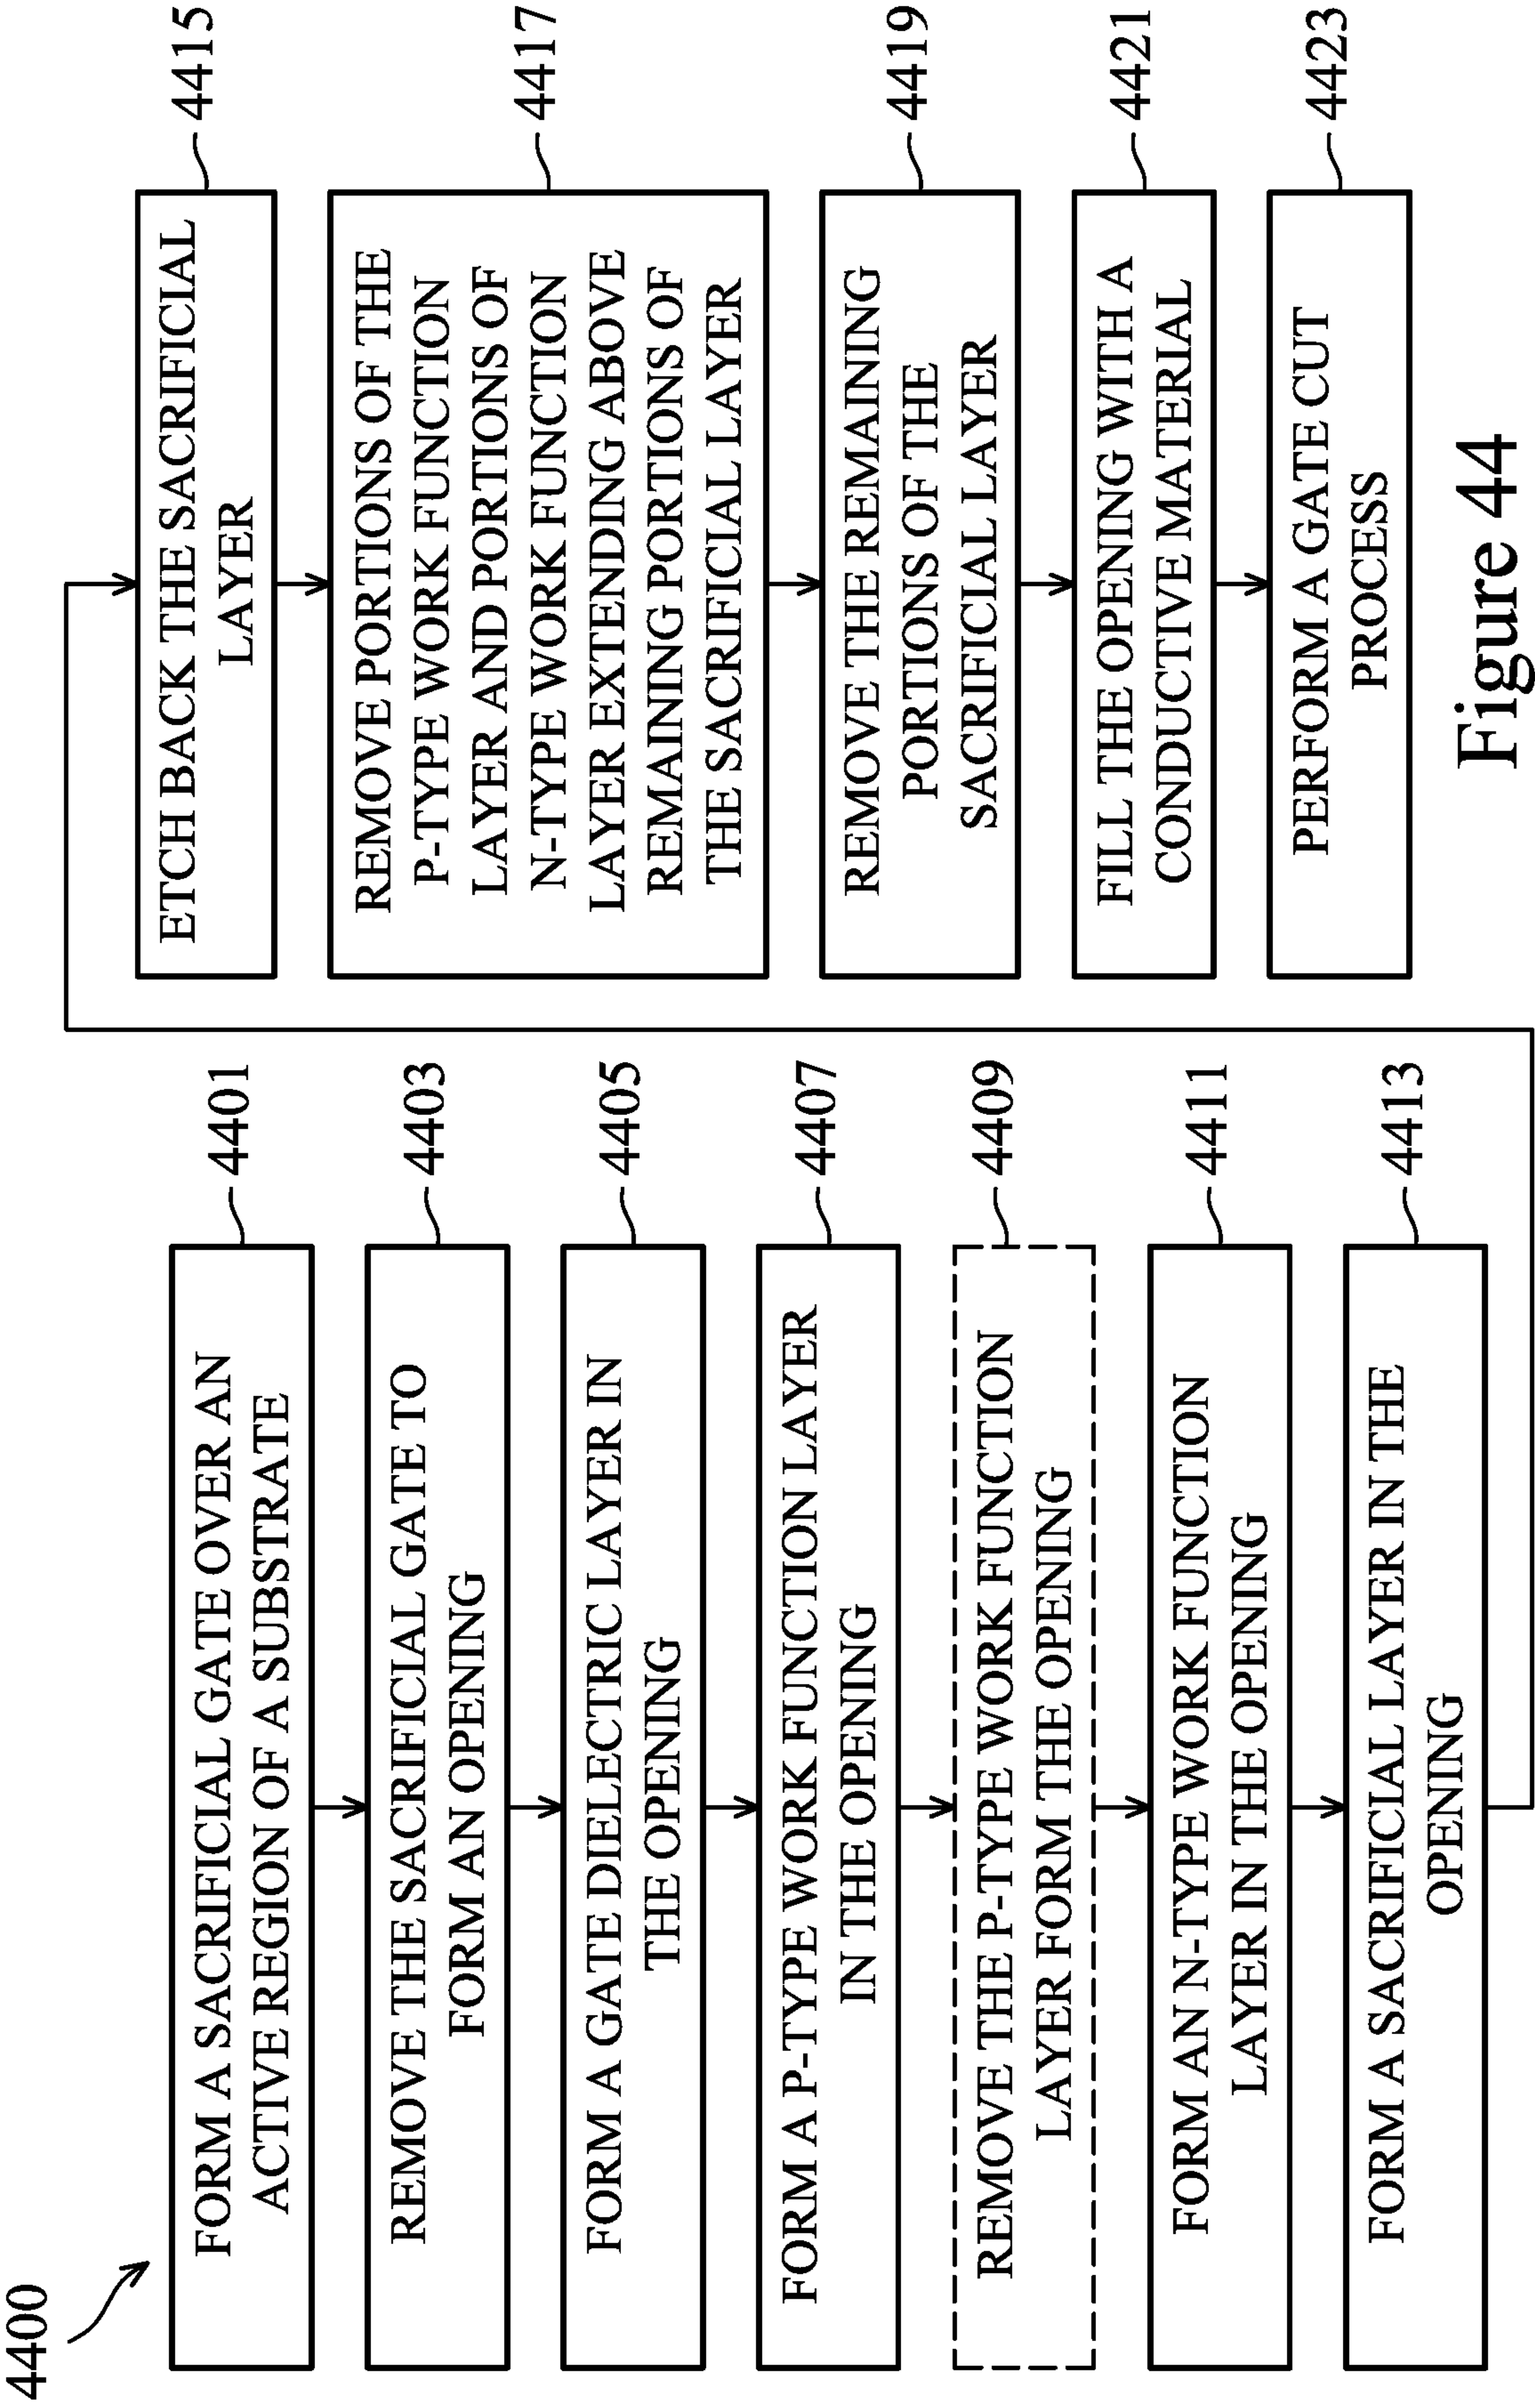 4400
FORM A SACRIFICIAL GATE OVER AN
ACTIVE REGION OF A SUBSTRATE
4401
REMOVE THE SACRIFICIAL GATE TO
FORM AN OPENING
4403
FORM A GATE DIELECTRIC LAYER IN
THE OPENING
4405
FORM A P-TYPE WORK FUNCTION LAYER
IN THE OPENING
4407
REMOVE THE P-TYPE WORK FUNCTION
LAYER FORM THE OPENING
4409
FORM AN N-TYPE WORK FUNCTION
LAYER IN THE OPENING
4411
FORM A SACRIFICIAL LAYER IN THE
OPENING
4413
ETCH BACK THE SACRIFICIAL
LAYER
4415
REMOVE PORTIONS OF THE
P-TYPE WORK FUNCTION
LAYER AND PORTIONS OF
N-TYPE WORK FUNCTION
LAYER EXTENDING ABOVE
REMAINING PORTIONS OF
THE SACRIFICIAL LAYER
4417
REMOVE THE REMAINING
PORTIONS OF THE
SACRIFICIAL LAYER
4419
FILL THE OPENING WITH A
CONDUCTIVE MATERIAL
4421
PERFORM A GATE CUT
PROCESS
4423
Figure 44